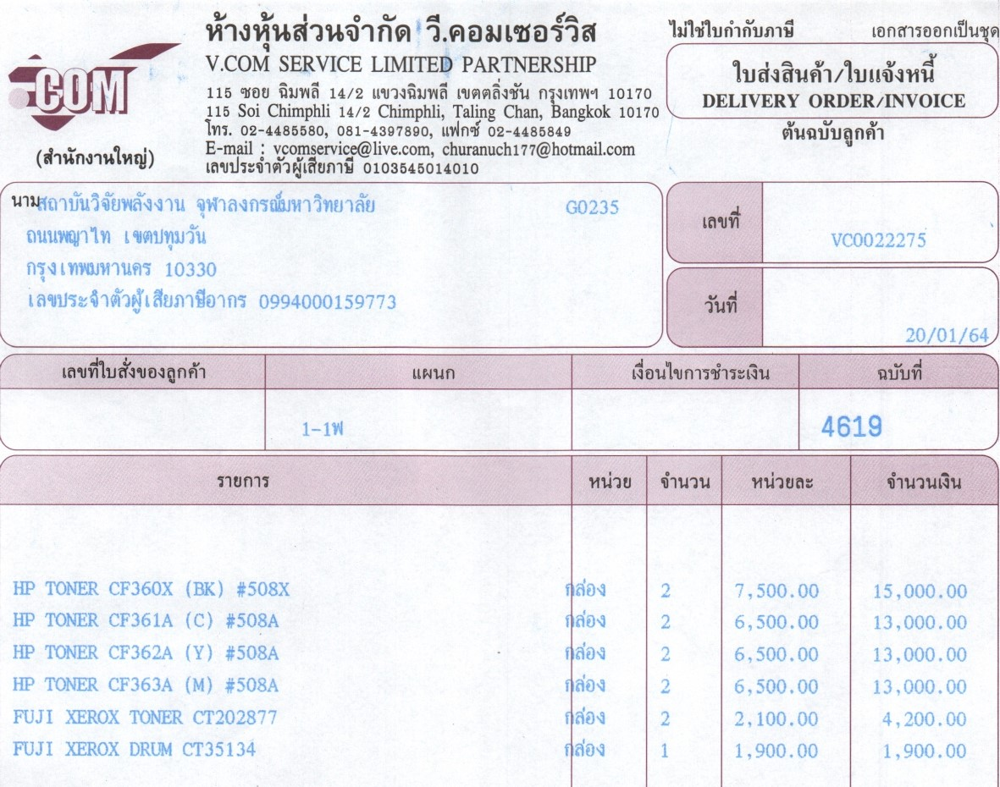 ห้างหุ้นส่วนจำกัด วี.คอมเซอร์วิส
ไม่ใช่ใบกำกับภาษี เอกสารออกเป็นชุด
COM
V.COM SERVICE LIMITED PARTNERSHIP
ใบส่งสินค้า/ใบแจ้งหนี้
115 ซอย ฉิมพลี 14/2 แขวงฉิมพลี เขตตลิ่งชัน กรุงเทพฯ 10170
DELIVERY ORDER/INVOICE
115 Soi Chimphli 14/2 Chimphli, Taling Chan, Bangkok 10170
โทร. 02-4485580, 081-4397890, แฟกซ์ 02-4485849
ต้นฉบับลูกค้า
E-mail : vcomservice@live.com, churanuch177@hotmail.com
(สำนักงานใหญ่)
เลขประจำตัวผู้เสียภาษี 0103545014010
นามสถาบันวิจัยพลังงาน จุฬาลงกรณ์มหาวิทยาลัย G0235
ถนนพญาไท เขตปทุมวัน
กรุงเทพมหานคร 10330
เลขประจำตัวผู้เสียภาษีอากร 0994000159773
เลขที่ VC0022275
วันที่ 20/01/64
เลขที่ใบสั่งของลูกค้า แผนก เงื่อนไขการชำระเงิน ฉบับที่
1-1ฬ 4619
รายการ หน่วย จำนวน หน่วยละ จำนวนเงิน
HP TONER CF360X (BK) #508X กล่อง 2 7,500.00 15,000.00
HP TONER CF361A (C) #508A กล่อง 2 6,500.00 13,000.00
HP TONER CF362A (Y) #508A กล่อง 2 6,500.00 13,000.00
HP TONER CF363A (M) #508A กล่อง 2 6,500.00 13,000.00
FUJI XEROX TONER CT202877 กล่อง 2 2,100.00 4,200.00
FUJI XEROX DRUM CT35134 กล่อง 1 1,900.00 1,900.00